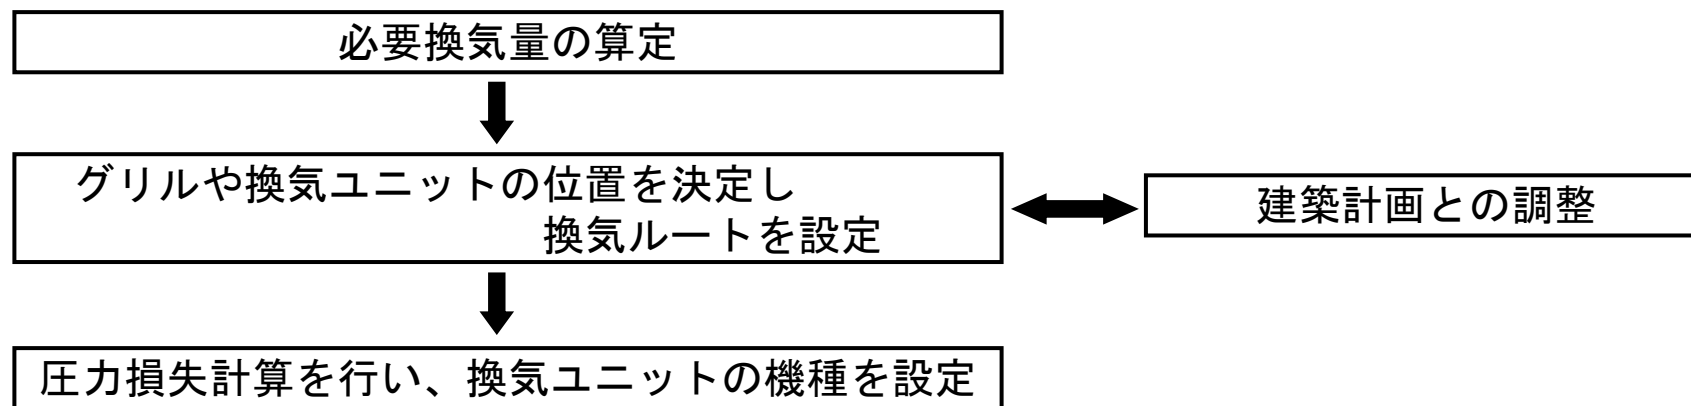 必要換気量の算定
グリルや換気ユニットの位置を決定し
換気ルートを設定
建築計画との調整
圧力損失計算を行い、換気ユニットの機種を設定